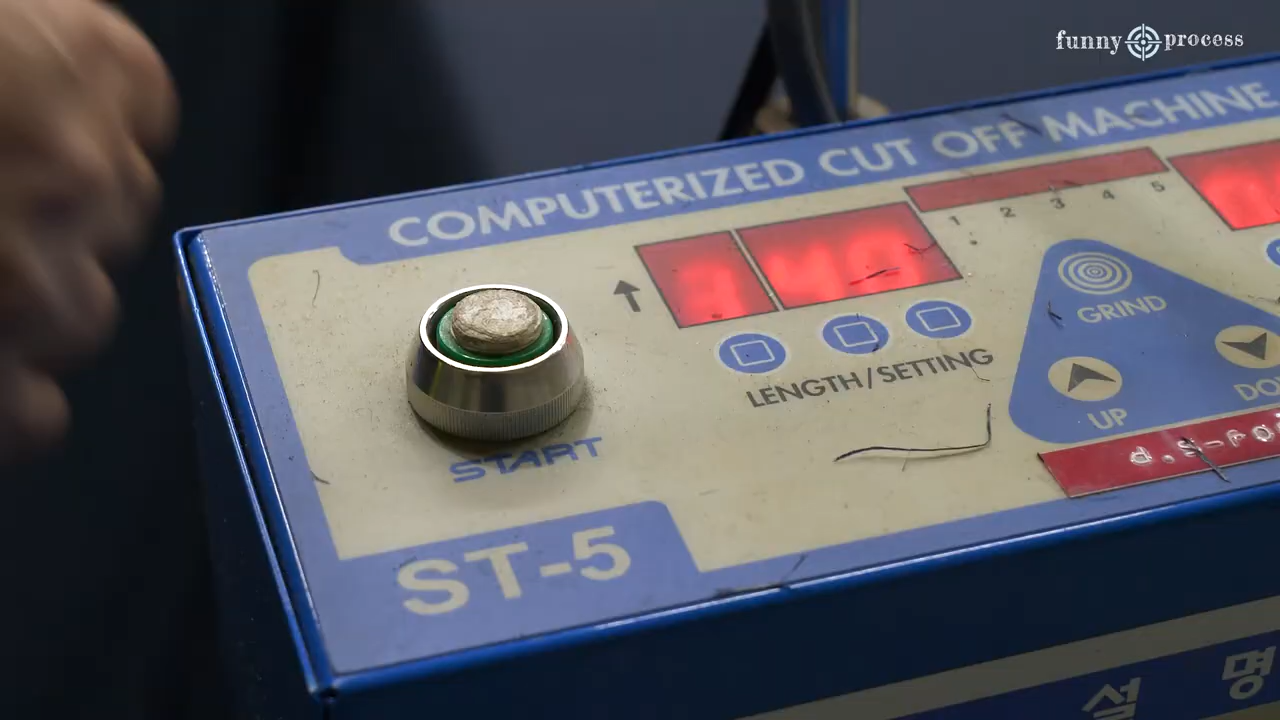 funny process
COMPUTERIZED CUT OFF MACHINE
1 2 3 4 5
GRIND
LENGTH/SETTING
UP
START
ST-5
설 명